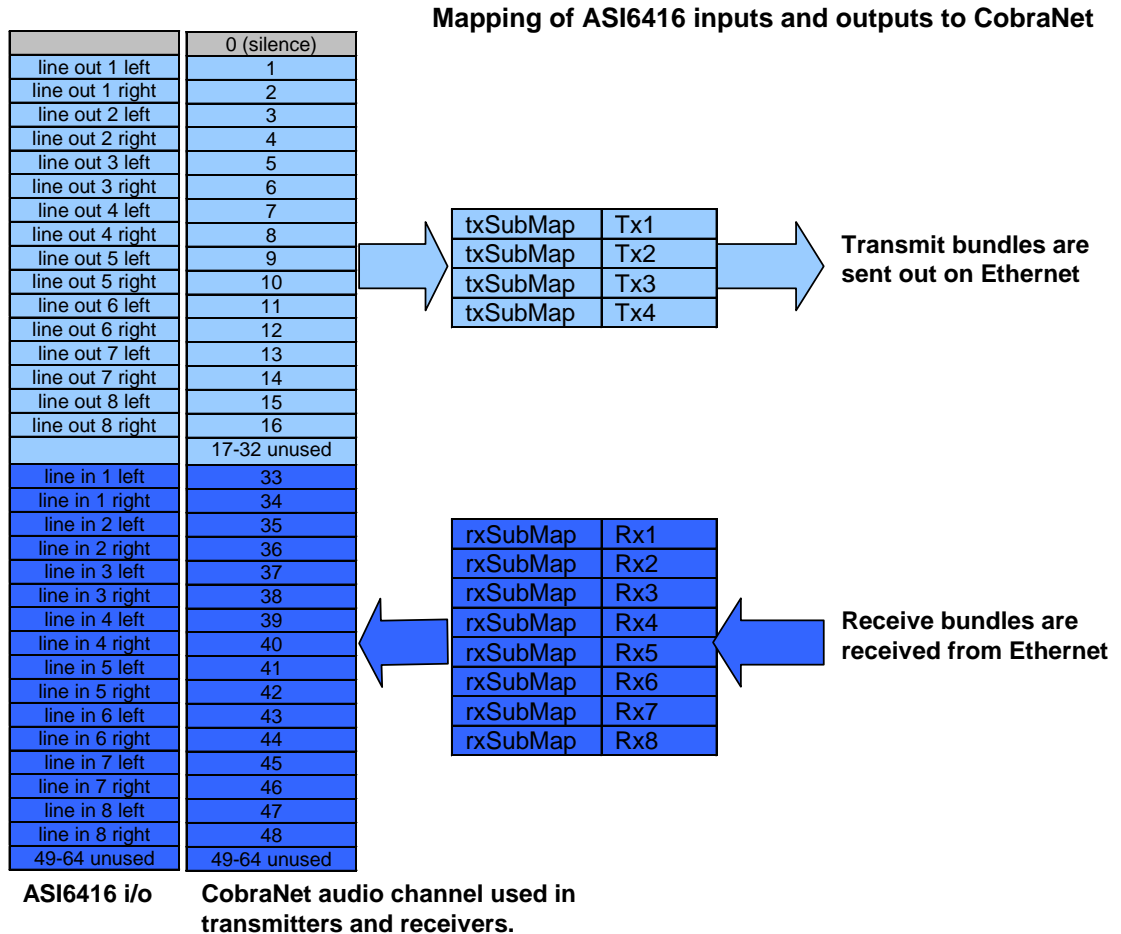 Mapping of ASI6416 inputs and outputs to CobraNet
0 (silence)
line out 1 left 1
line out 1 right 2
line out 2 left 3
line out 2 right 4
line out 3 left 5
line out 3 right 6
line out 4 left 7
line out 4 right 8
line out 5 left 9
line out 5 right 10
line out 6 left 11
line out 6 right 12
line out 7 left 13
line out 7 right 14
line out 8 left 15
line out 8 right 16
17-32 unused
line in 1 left 33
line in 1 right 34
line in 2 left 35
line in 2 right 36
line in 3 left 37
line in 3 right 38
line in 4 left 39
line in 4 right 40
line in 5 left 41
line in 5 right 42
line in 6 left 43
line in 6 right 44
line in 7 left 45
line in 7 right 46
line in 8 left 47
line in 8 right 48
49-64 unused 49-64 unused
ASI6416 i/o
CobraNet audio channel used in
transmitters and receivers.
txSubMap Tx1
txSubMap Tx2
txSubMap Tx3
txSubMap Tx4
Transmit bundles are
sent out on Ethernet
rxSubMap Rx1
rxSubMap Rx2
rxSubMap Rx3
rxSubMap Rx4
rxSubMap Rx5
rxSubMap Rx6
rxSubMap Rx7
rxSubMap Rx8
Receive bundles are
received from Ethernet